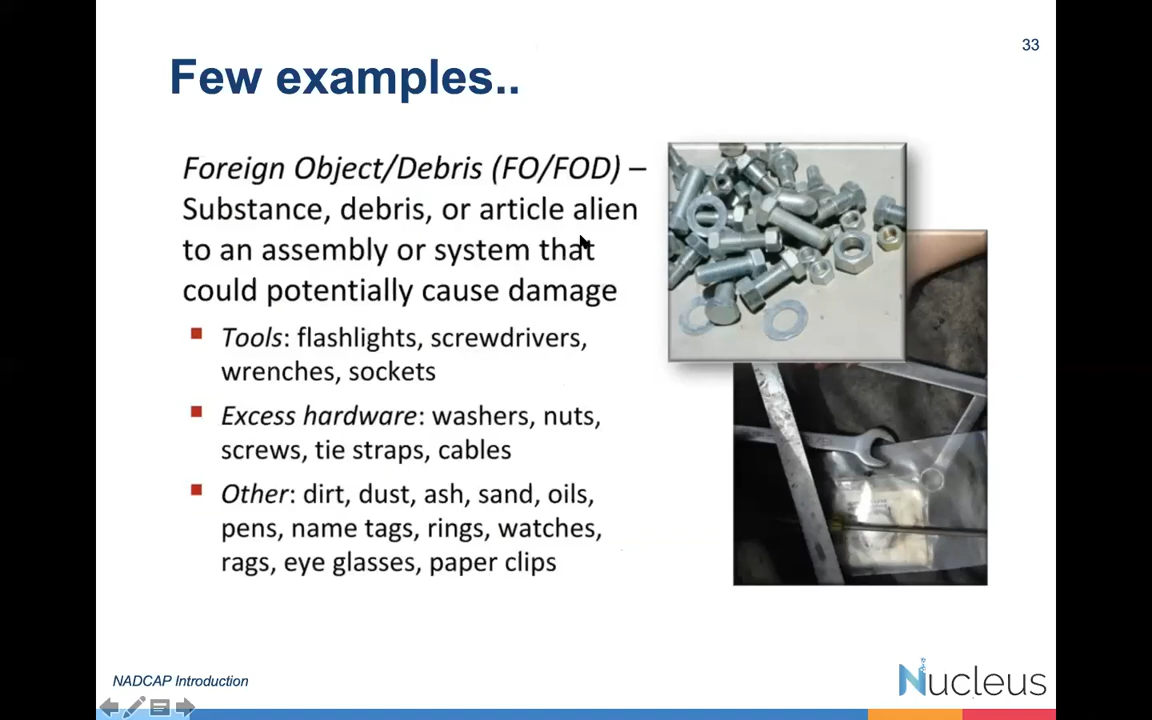 33
Few examples..
Foreign Object/Debris (FO/FOD) –
Substance, debris, or article alien
to an assembly or system that
could potentially cause damage
Tools: flashlights, screwdrivers,
wrenches, sockets
Excess hardware: washers, nuts,
screws, tie straps, cables
Other: dirt, dust, ash, sand, oils,
pens, name tags, rings, watches,
rags, eye glasses, paper clips
NADCAP Introduction
Nucleus